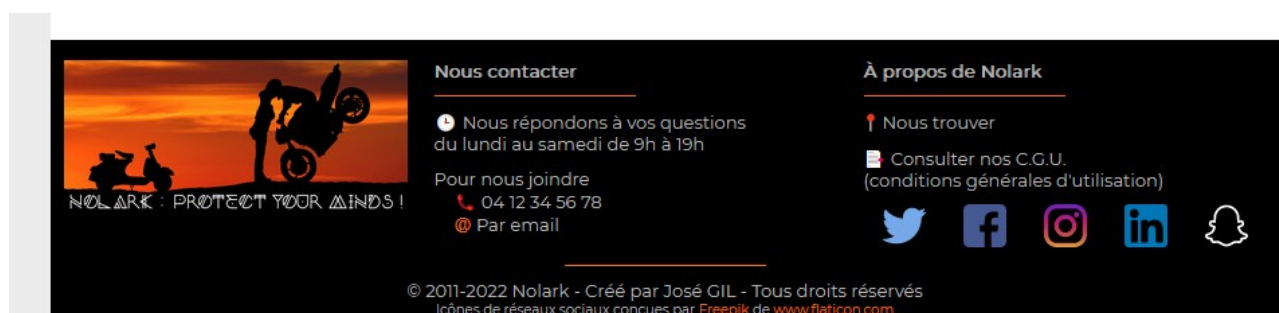 NOLARK : PROTECT YOUR MINDS !
Nous contacter
🕒 Nous répondons à vos questions
du lundi au samedi de 9h à 19h
Pour nous joindre
📞 04 12 34 56 78
@ Par email
À propos de Nolark
📍 Nous trouver
📑 Consulter nos C.G.U.
(conditions générales d'utilisation)
© 2011-2022 Nolark - Créé par José GIL - Tous droits réservés
Icônes de réseaux sociaux conçues par Freepik de www.flaticon.com